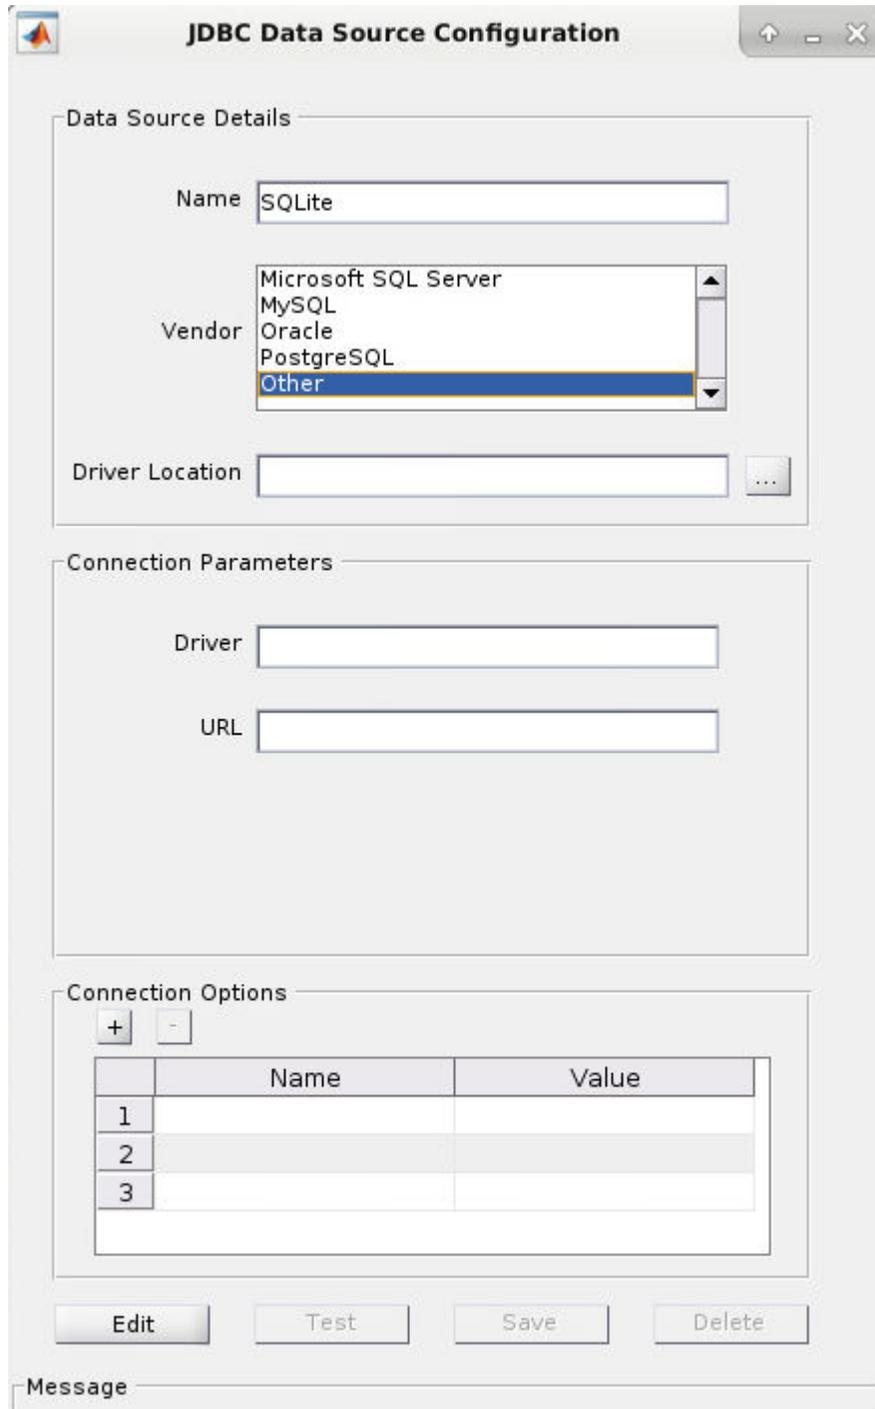 JDBC Data Source Configuration
Data Source Details
Name SQLite
Vendor
Microsoft SQL Server
MySQL
Oracle
PostgreSQL
Other
Driver Location ...
Connection Parameters
Driver
URL
Connection Options
+ -
Name Value
1
2
3
Edit Test Save Delete
Message